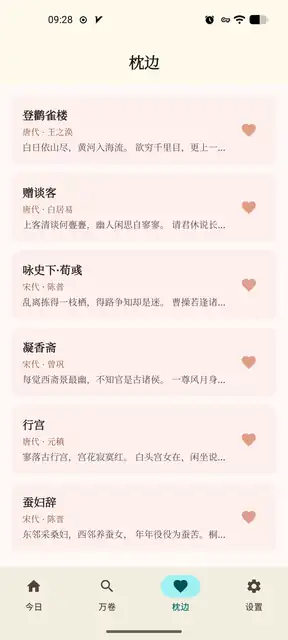 09:28
枕边
登鹳雀楼
唐代 · 王之涣
白日依山尽，黄河入海流。 欲穷千里目，更上一...
赠谈客
唐代 · 白居易
上客清谈何亹亹，幽人闲思自寥寥。 请君休说长...
咏史下·荀彧
宋代 · 陈普
乱离拣得一枝栖，得路争知却是迷。 曹操若逢诸...
凝香斋
宋代 · 曾巩
每觉西斋景最幽，不知官是古诸侯。 一尊风月身...
行宫
唐代 · 元稹
寥落古行宫，宫花寂寞红。 白头宫女在，闲坐说...
蚕妇辞
宋代 · 陈普
东邻采桑妇，西邻养蚕女， 年年役役为蚕苦。桐...
今日
万卷
枕边
设置